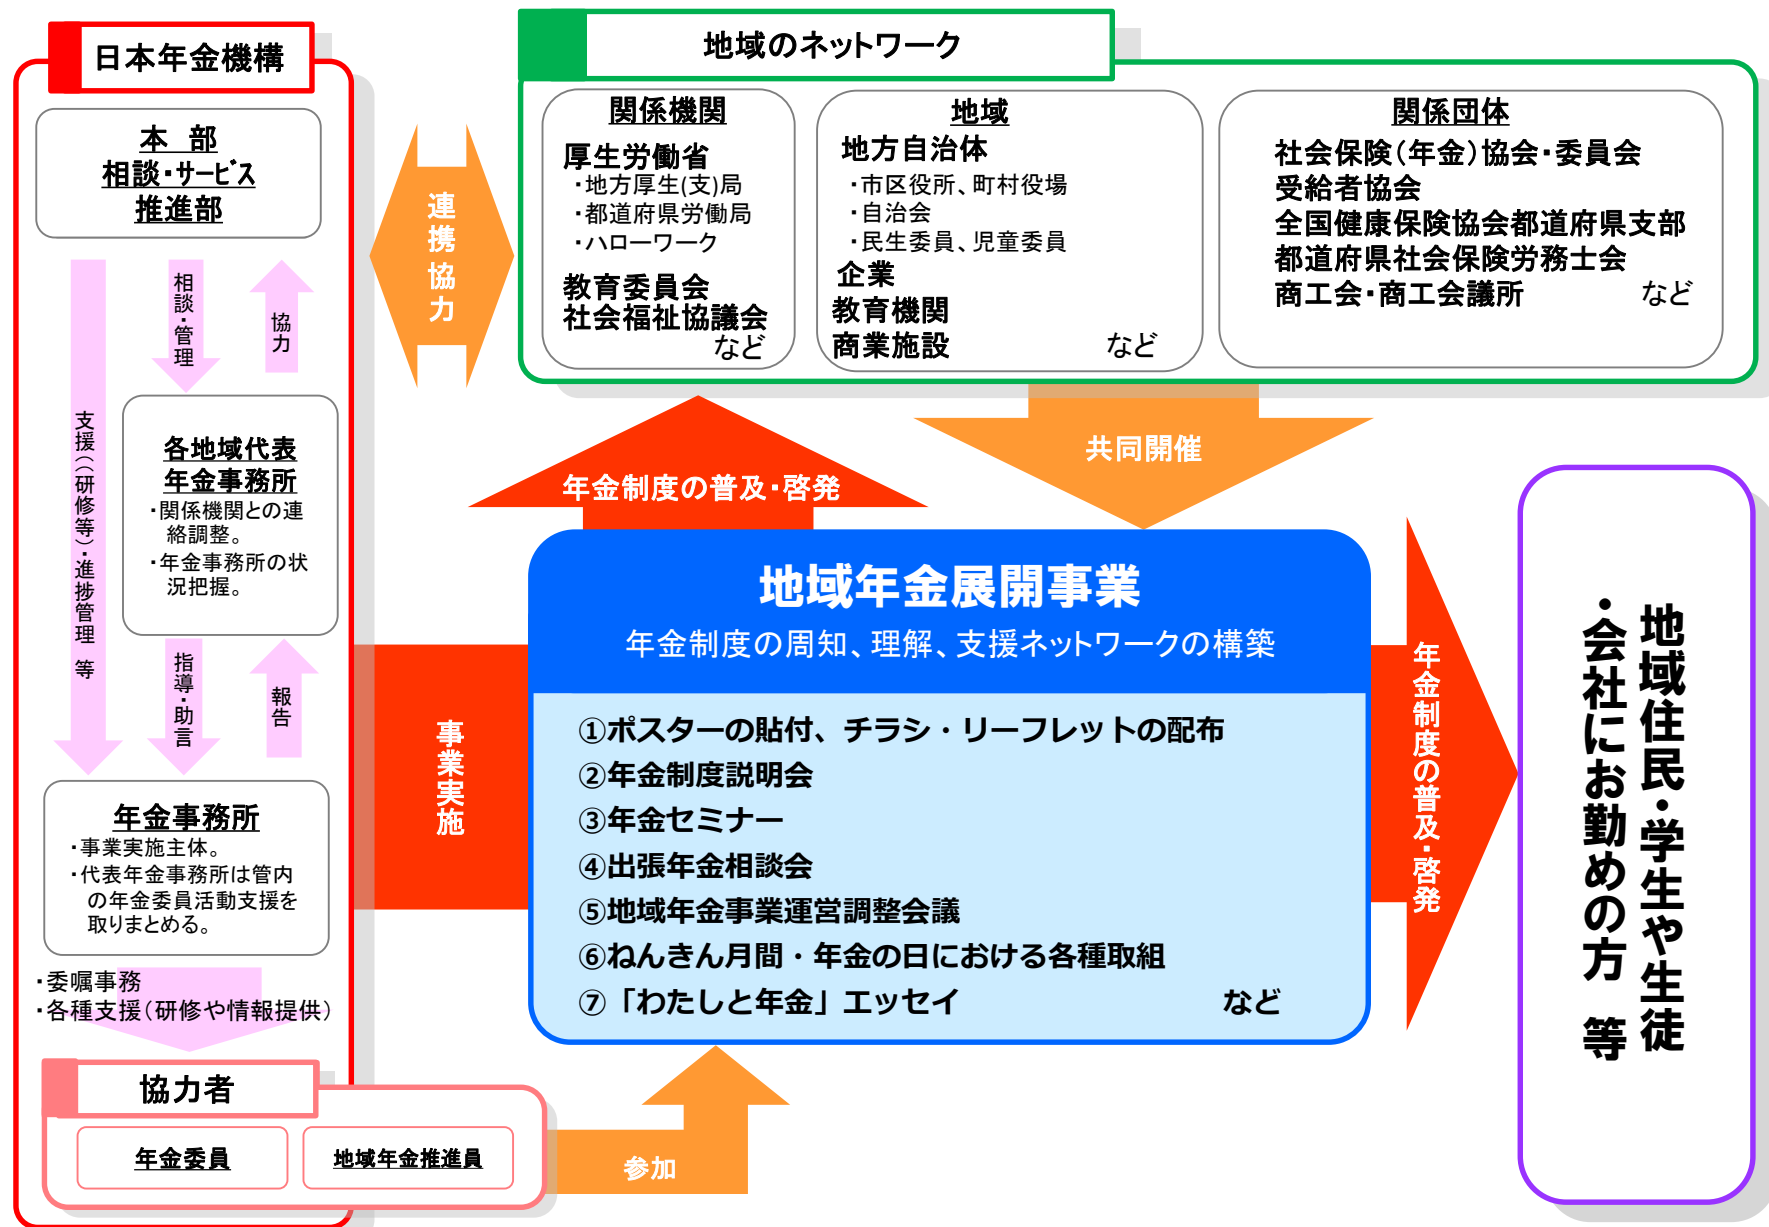 日本年金機構
本　部
相談・サービス
推進部
相談・管理
協力
支援（（研修等）・進捗管理　等
各地域代表
年金事務所
・関係機関との連
絡調整。
・年金事務所の状
況把握。
指導・助言
報告
年金事務所
・事業実施主体。
・代表年金事務所は管内
の年金委員活動支援を
取りまとめる。
・委嘱事務
・各種支援（研修や情報提供）
協力者
年金委員
地域年金推進員
連携協力
地域のネットワーク
関係機関
厚生労働省
・地方厚生(支)局
・都道府県労働局
・ハローワーク
教育委員会
社会福祉協議会
など
地域
地方自治体
・市区役所、町村役場
・自治会
・民生委員、児童委員
企業
教育機関
商業施設　など
関係団体
社会保険（年金）協会・委員会
受給者協会
全国健康保険協会都道府県支部
都道府県社会保険労務士会
商工会・商工会議所　など
年金制度の普及・啓発
共同開催
事業実施
地域年金展開事業
年金制度の周知、理解、支援ネットワークの構築
①ポスターの貼付、チラシ・リーフレットの配布
②年金制度説明会
③年金セミナー
④出張年金相談会
⑤地域年金事業運営調整会議
⑥ねんきん月間・年金の日における各種取組
⑦「わたしと年金」エッセイ　など
参加
年金制度の普及・啓発
地域住民・学生や生徒
・会社にお勤めの方　等